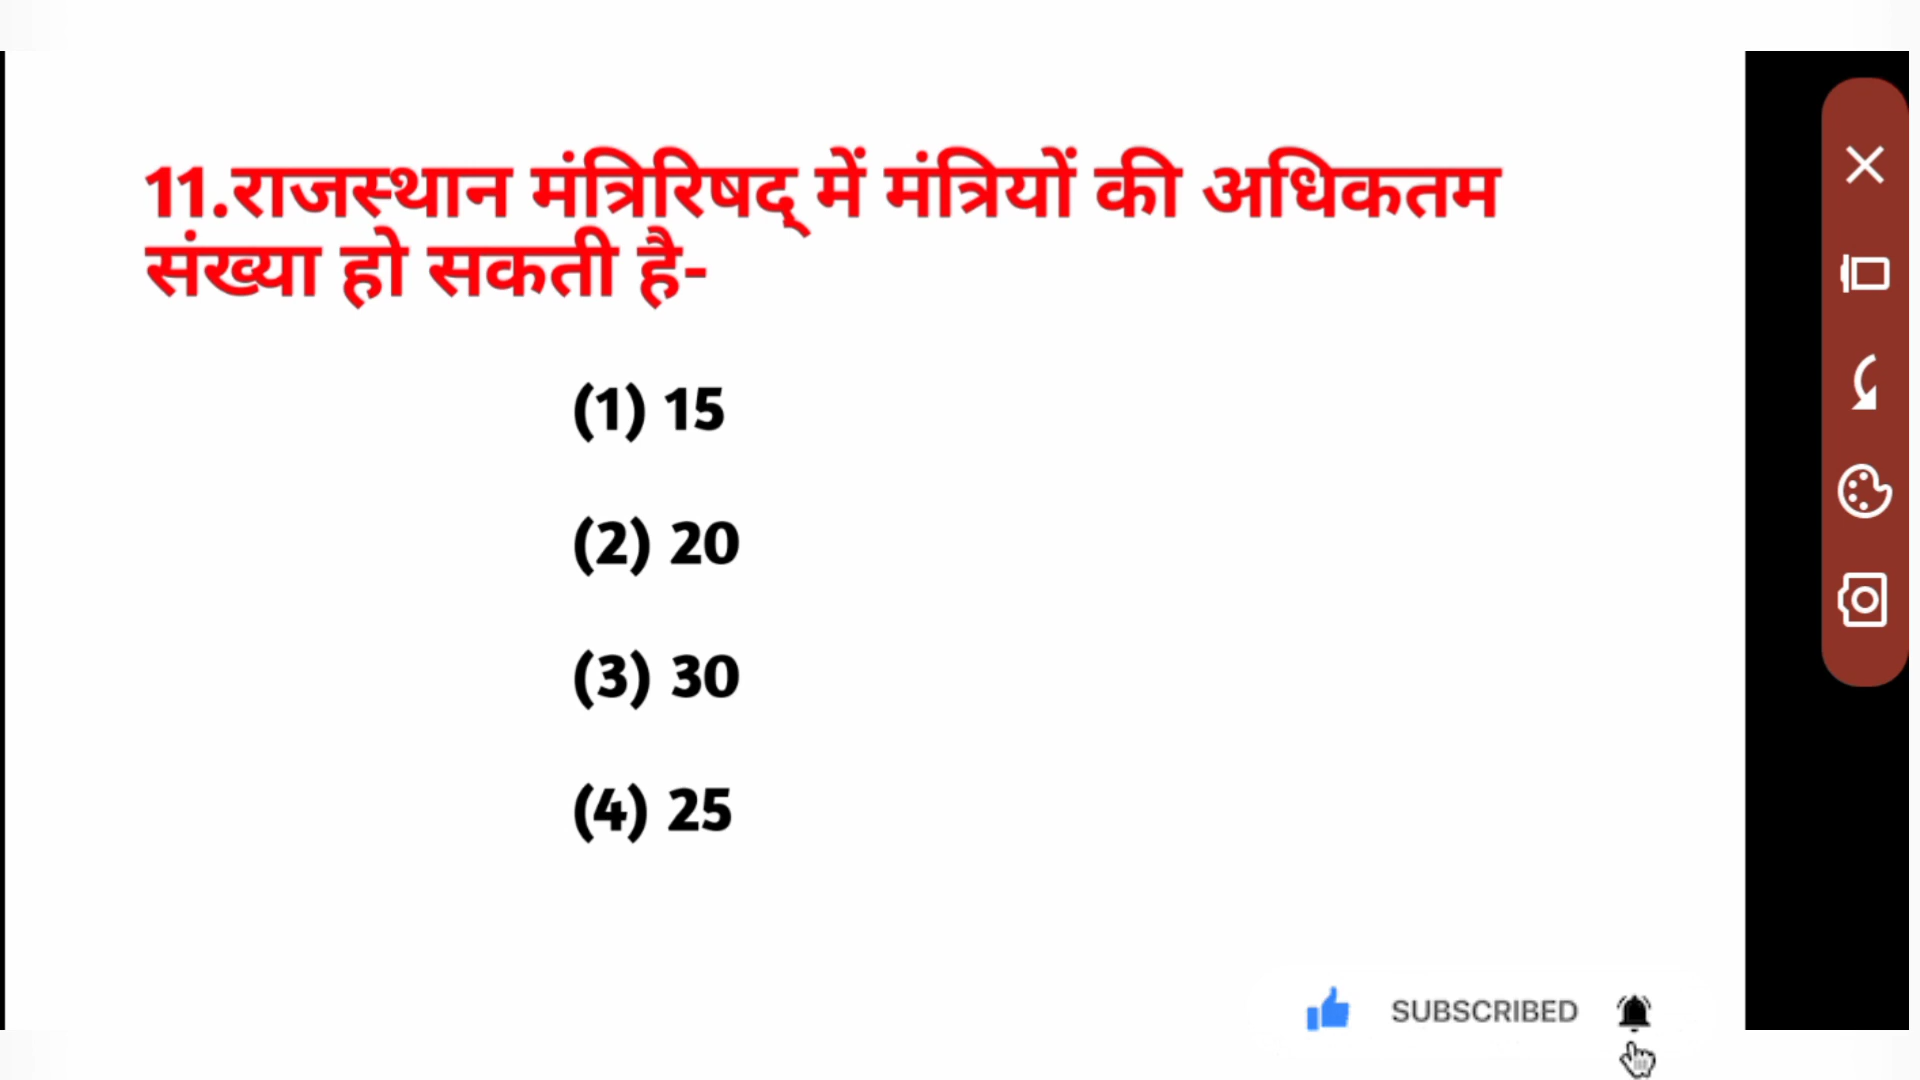 11.राजस्थान मंत्रिरिषद् में मंत्रियों की अधिकतम
संख्या हो सकती है-
(1) 15
(2) 20
(3) 30
(4) 25
SUBSCRIBED